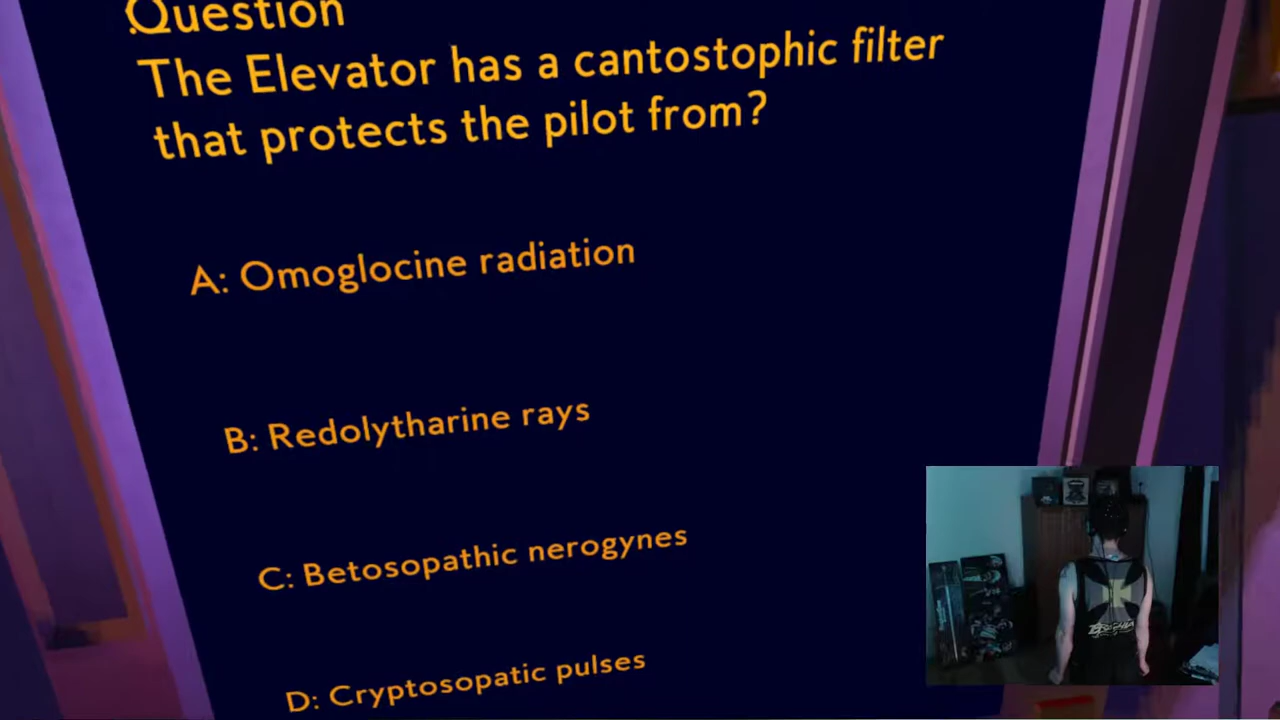 Question
The Elevator has a cantostophic filter
that protects the pilot from?
A: Omoglocine radiation
B: Redolytharine rays
C: Betosopathic nerogynes
D: Cryptosopatic pulses